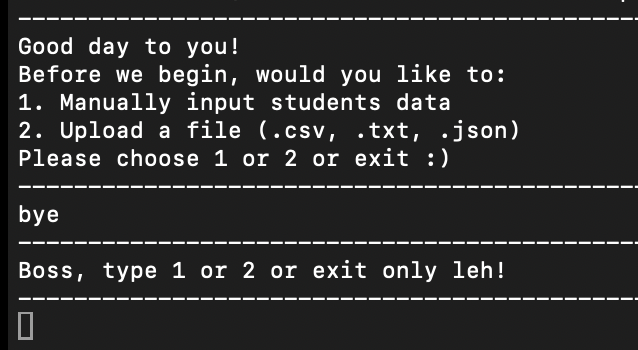 Good day to you!
Before we begin, would you like to:
1. Manually input students data
2. Upload a file (.csv, .txt, .json)
Please choose 1 or 2 or exit :)
bye
Boss, type 1 or 2 or exit only leh!